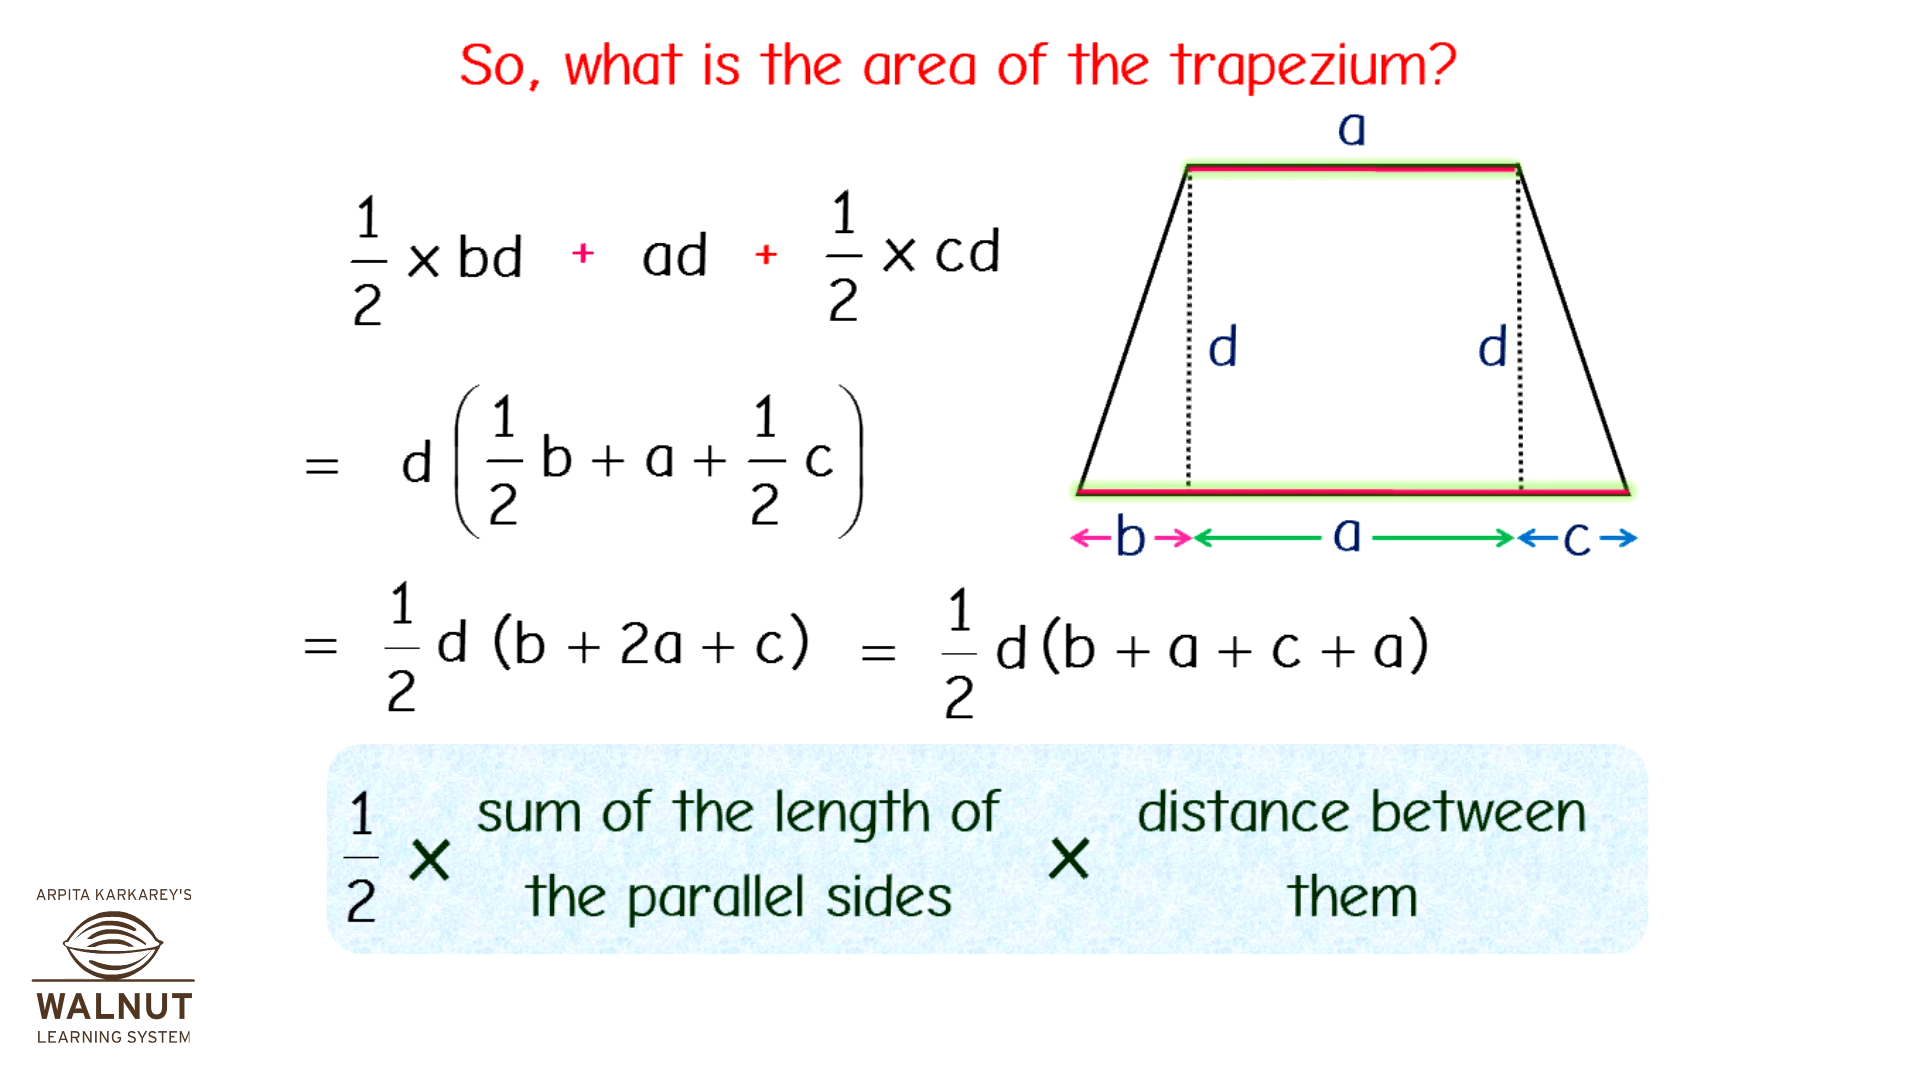 So, what is the area of the trapezium?
a
1/2 × bd + ad + 1/2 × cd
d d
= d (1/2 b + a + 1/2 c)
b a c
= 1/2 d (b + 2a + c) = 1/2 d (b + a + c + a)
1/2 × sum of the length of the parallel sides × distance between them
ARPITA KARKAREY'S
WALNUT
LEARNING SYSTEM